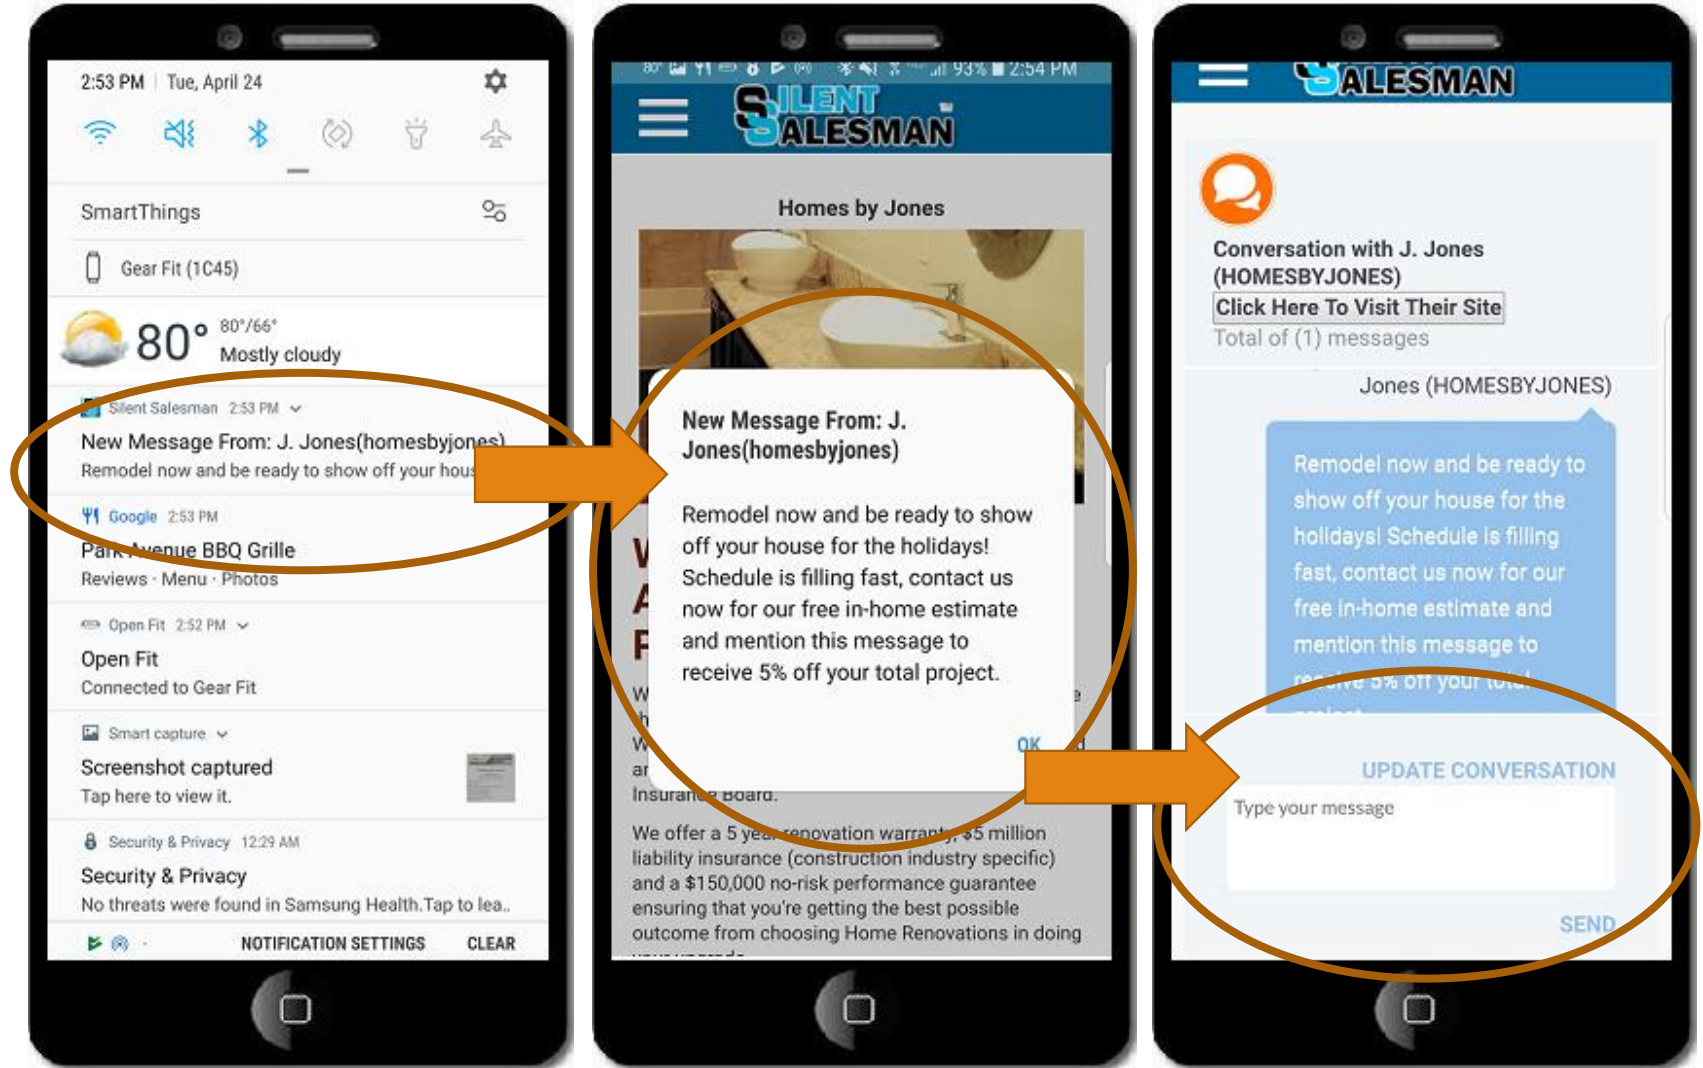 2:53 PM | Tue, April 24
SmartThings
Gear Fit (1C45)
80° 80°/66°
Mostly cloudy
Silent Salesman 2:53 PM
New Message From: J. Jones(homesbyjones)
Remodel now and be ready to show off your
Google 2:53 PM
Park Avenue BBQ Grille
Reviews · Menu · Photos
Open Fit 2:52 PM
Open Fit
Connected to Gear Fit
Smart capture
Screenshot captured
Tap here to view it.
Security & Privacy 12:29 AM
Security & Privacy
No threats were found in Samsung Health.Tap to lea..
NOTIFICATION SETTINGS CLEAR
80° 93% 2:54 PM
SILENT
SALESMAN
Homes by Jones
New Message From: J.
Jones(homesbyjones)
Remodel now and be ready to show
off your house for the holidays!
Schedule is filling fast, contact us
now for our free in-home estimate
and mention this message to
receive 5% off your total project.
OK
Insurance Board.
We offer a 5 year renovation warranty, $5 million
liability insurance (construction industry specific)
and a $150,000 no-risk performance guarantee
ensuring that you're getting the best possible
outcome from choosing Home Renovations in doing
SALESMAN
Conversation with J. Jones
(HOMESBYJONES)
Click Here To Visit Their Site
Total of (1) messages
Jones (HOMESBYJONES)
Remodel now and be ready to
show off your house for the
holidays! Schedule is filling
fast, contact us now for our
free in-home estimate and
mention this message to
receive 5% off your total
project
UPDATE CONVERSATION
Type your message
SEND